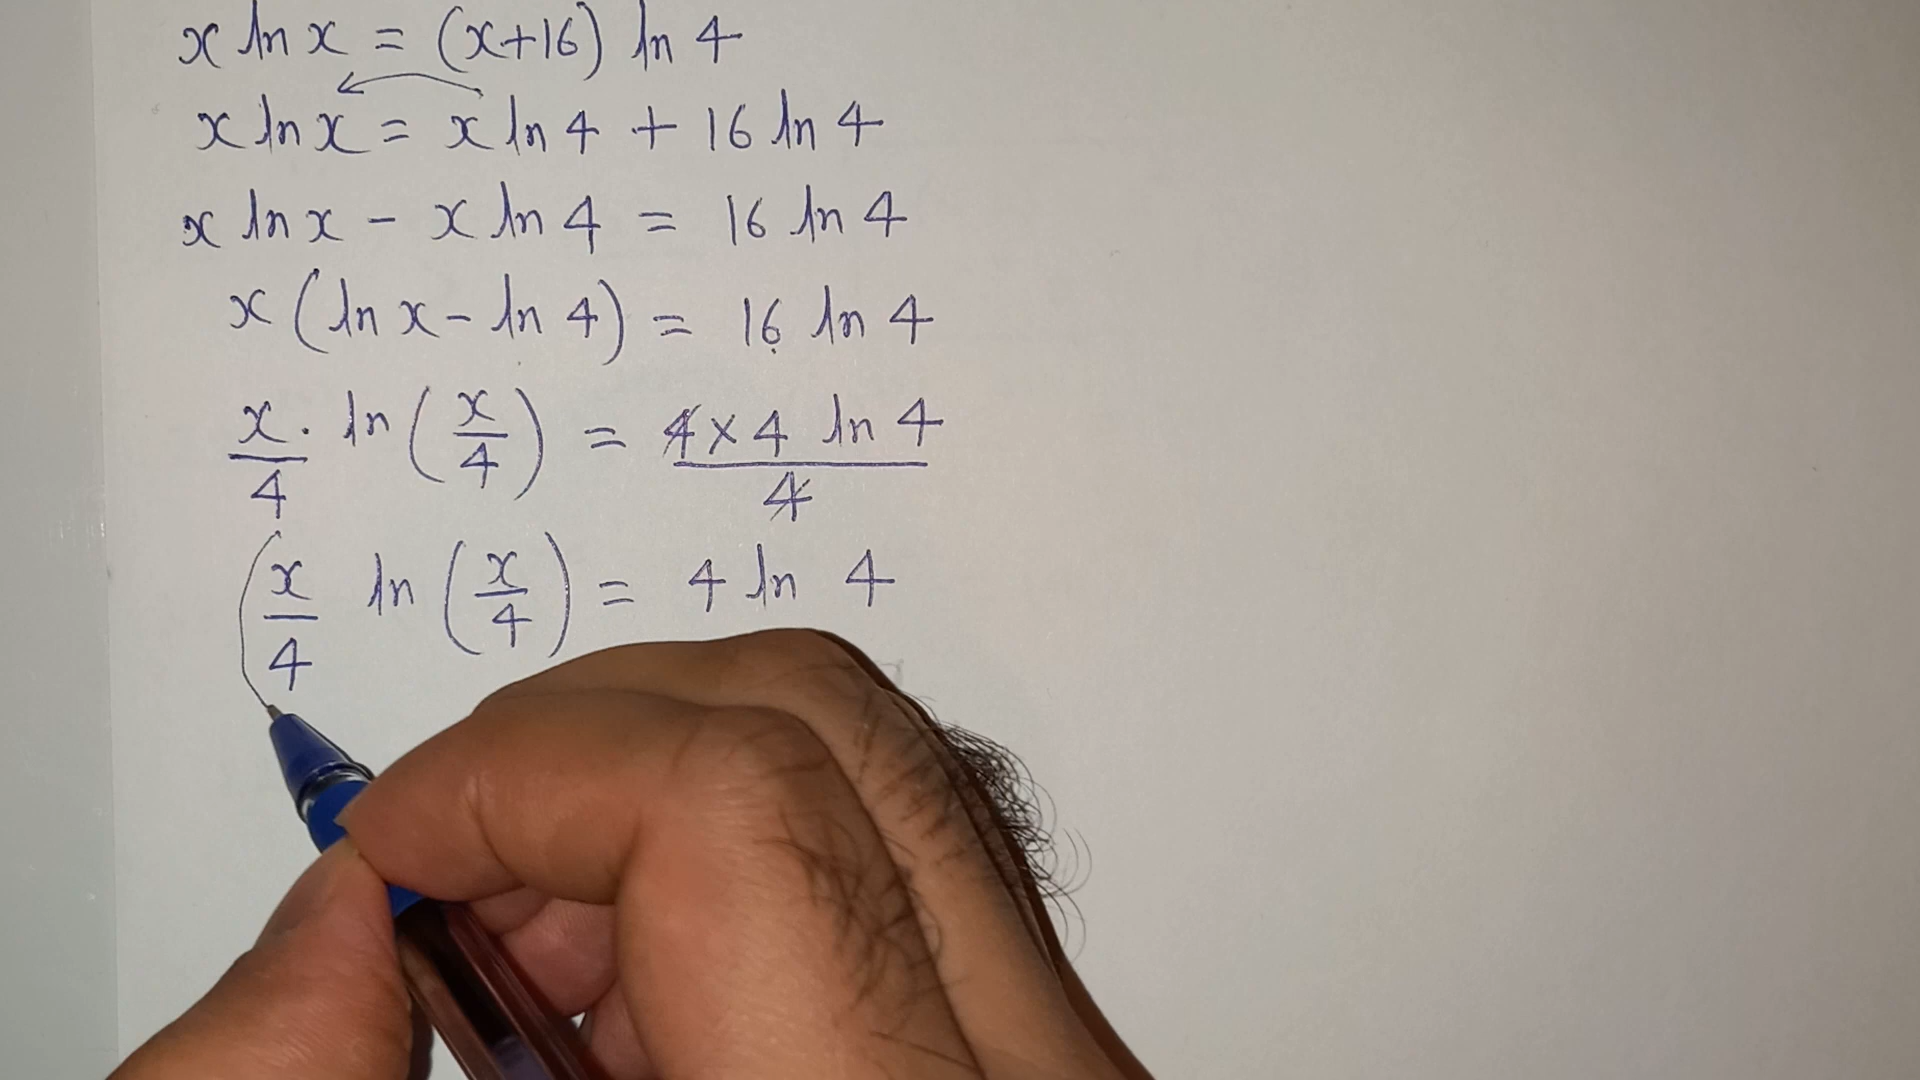 x ln x = (x+16) ln 4
x ln x = x ln 4 + 16 ln 4
x ln x - x ln 4 = 16 ln 4
x (ln x - ln 4) = 16 ln 4
x/4 . ln (x/4) = 4×4 ln 4 / 4
(x/4 ln (x/4) = 4 ln 4